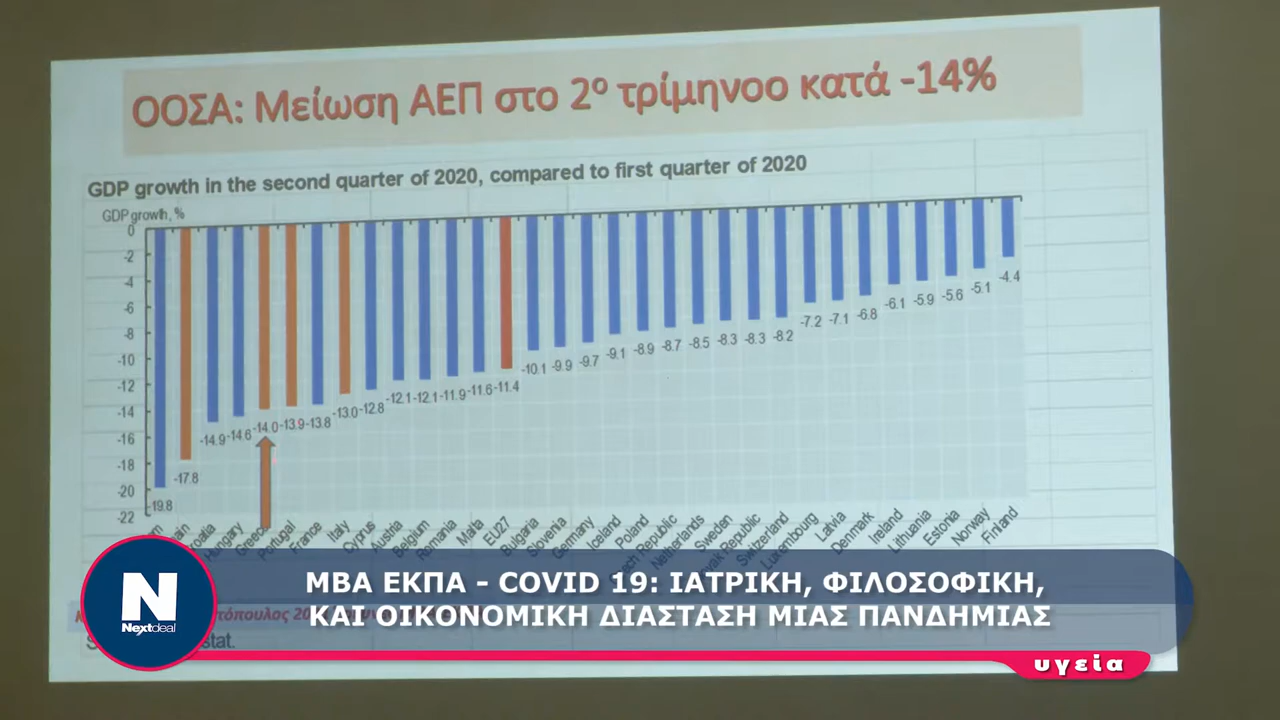 ΟΟΣΑ: Μείωση ΑΕΠ στο 2ο τρίμηνοο κατά -14%
GDP growth in the second quarter of 2020, compared to first quarter of 2020
GDP growth, %
0
-2
-4
-6
-8
-10
-12
-14
-16
-18
-20
-22
-19.8 -17.8 -14.9 -14.6 -14.0 -13.9 -13.8 -13.0 -12.8 -12.1 -12.1 -11.9 -11.6 -11.4 -10.1 -9.9 -9.7 -9.1 -8.9 -8.7 -8.5 -8.3 -8.3 -8.2 -7.2 -7.1 -6.8 -6.1 -5.9 -5.6 -5.1 -4.4
Hungary Greece Portugal France Italy Cyprus Austria Belgium Romania Malta EU27 Bulgaria Slovenia Germany Iceland Poland Republic Netherlands Sweden Republic Switzerland Luxembourg Latvia Denmark Ireland Lithuania Estonia Norway Finland
N
Nextdeal
ΜΒΑ ΕΚΠΑ – COVID 19: ΙΑΤΡΙΚΗ, ΦΙΛΟΣΟΦΙΚΗ,
ΚΑΙ ΟΙΚΟΝΟΜΙΚΗ ΔΙΑΣΤΑΣΗ ΜΙΑΣ ΠΑΝΔΗΜΙΑΣ
υγεία